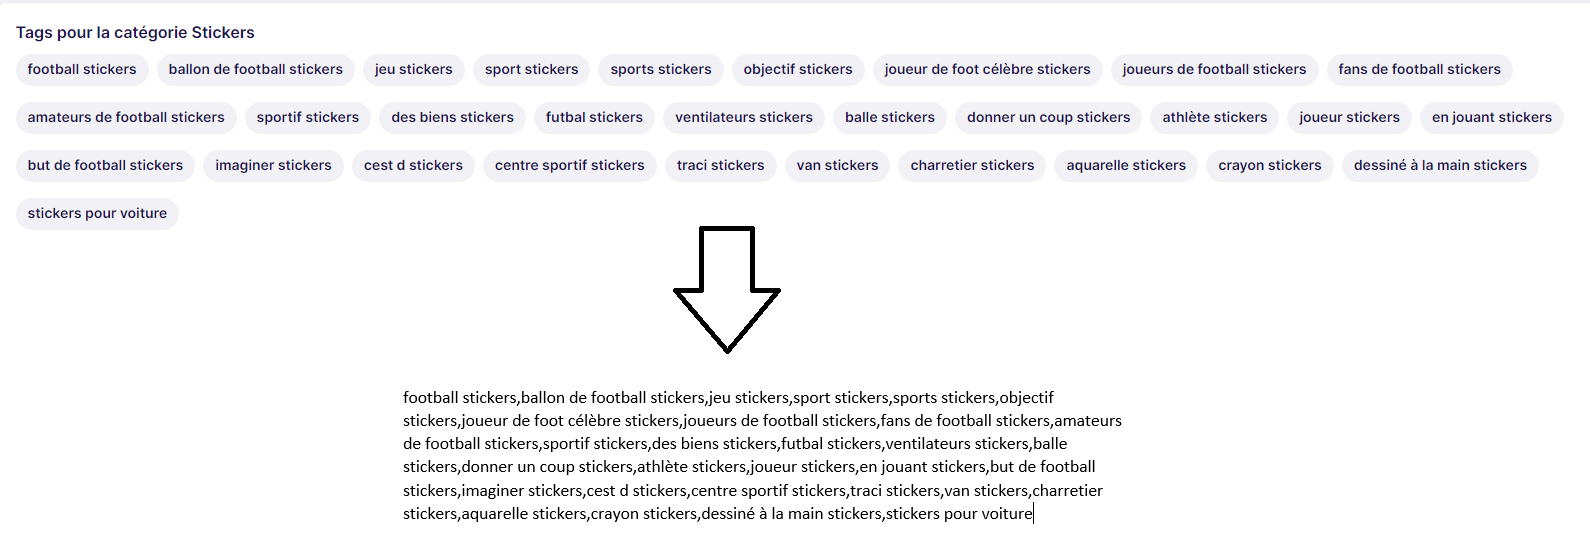 Tags pour la catégorie Stickers
football stickers ballon de football stickers jeu stickers sport stickers sports stickers objectif stickers joueur de foot célèbre stickers joueurs de football stickers fans de football stickers
amateurs de football stickers sportif stickers des biens stickers futbal stickers ventilateurs stickers balle stickers donner un coup stickers athlète stickers joueur stickers en jouant stickers
but de football stickers imaginer stickers cest d stickers centre sportif stickers traci stickers van stickers charretier stickers aquarelle stickers crayon stickers dessiné à la main stickers
stickers pour voiture
football stickers,ballon de football stickers,jeu stickers,sport stickers,sports stickers,objectif
stickers,joueur de foot célèbre stickers,joueurs de football stickers,fans de football stickers,amateurs
de football stickers,sportif stickers,des biens stickers,futbal stickers,ventilateurs stickers,balle
stickers,donner un coup stickers,athlète stickers,joueur stickers,en jouant stickers,but de football
stickers,imaginer stickers,cest d stickers,centre sportif stickers,traci stickers,van stickers,charretier
stickers,aquarelle stickers,crayon stickers,dessiné à la main stickers,stickers pour voiture